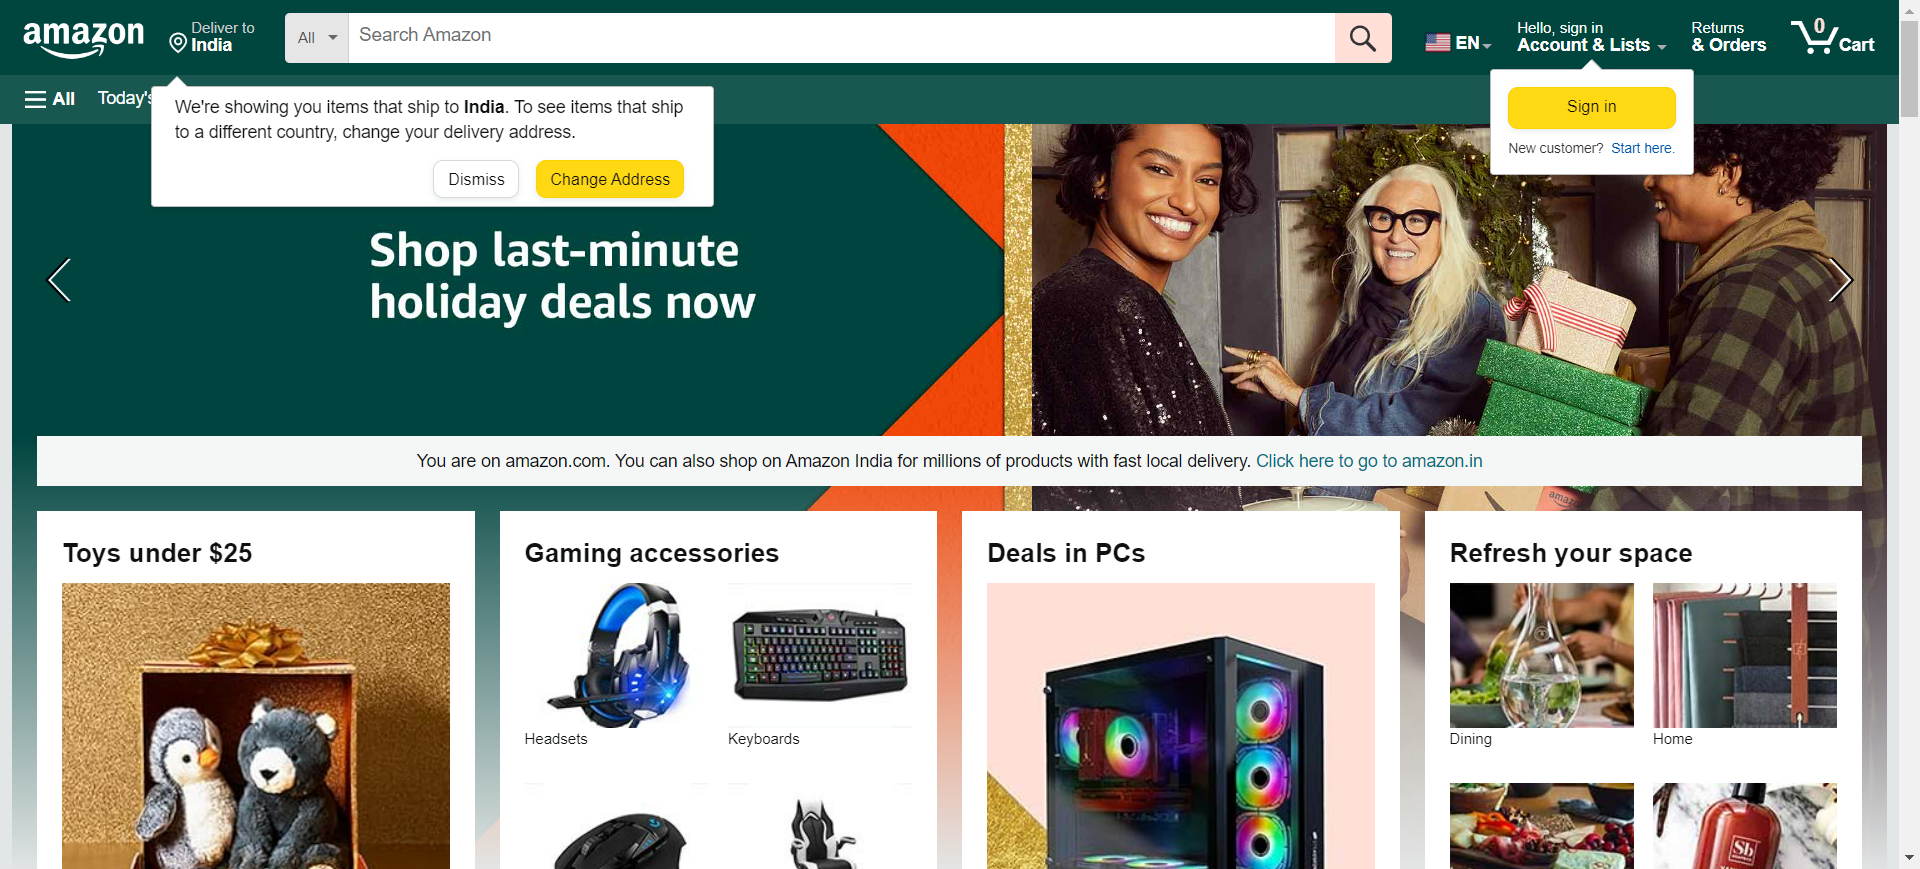 amazon
Deliver to
India
All
Search Amazon
EN
Hello, sign in
Account & Lists
Returns
& Orders
0
Cart
All
Today's
We're showing you items that ship to India. To see items that ship
to a different country, change your delivery address.
Dismiss
Change Address
Sign in
New customer? Start here.
Shop last-minute
holiday deals now
You are on amazon.com. You can also shop on Amazon India for millions of products with fast local delivery. Click here to go to amazon.in
Toys under $25
Gaming accessories
Headsets
Keyboards
Deals in PCs
Refresh your space
Dining
Home
Sb